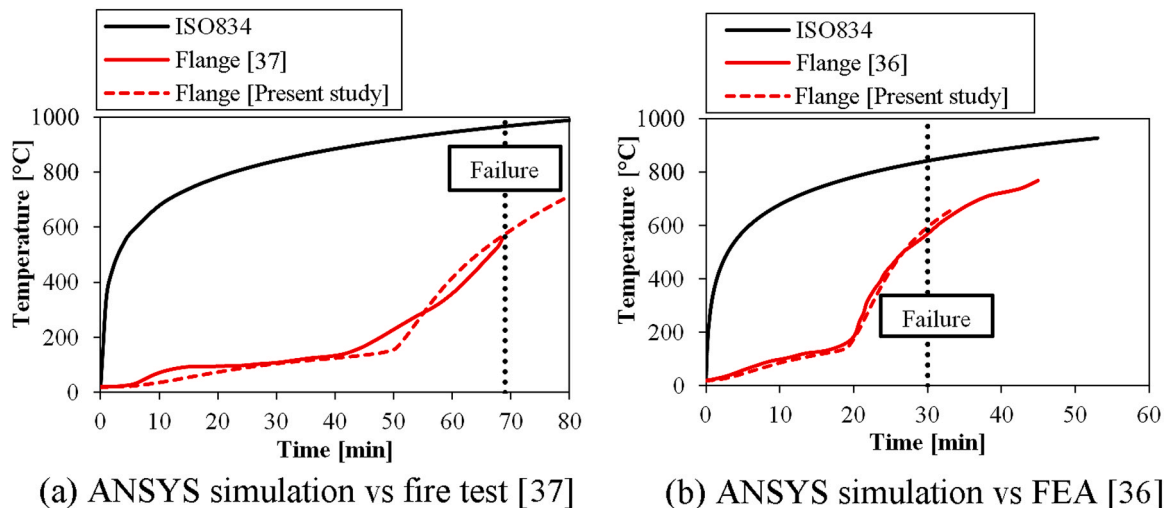 ISO834
Flange [37]
Flange [Present study]
1000
800
600
400
200
0
Temperature [°C]
Failure
0 10 20 30 40 50 60 70 80
Time [min]
(a) ANSYS simulation vs fire test [37]
ISO834
Flange [36]
Flange [Present study]
1000
800
600
400
200
0
Temperature [°C]
Failure
0 10 20 30 40 50 60
Time [min]
(b) ANSYS simulation vs FEA [36]